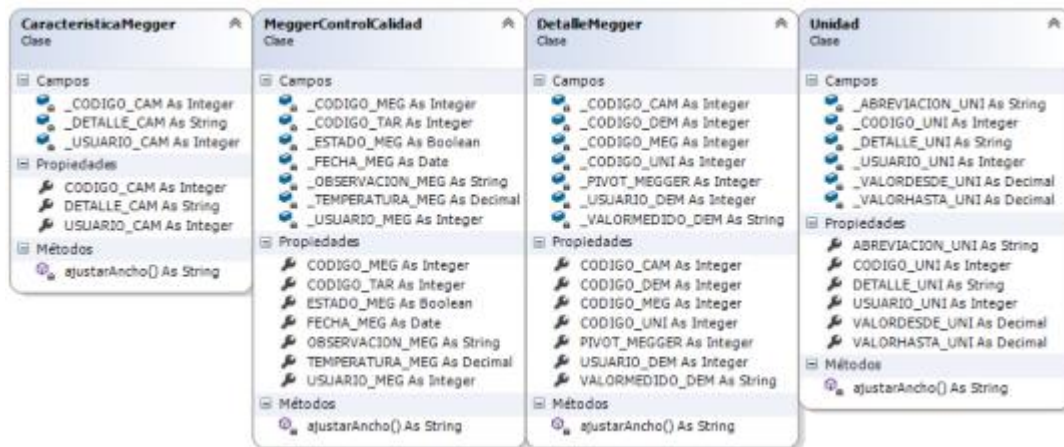 CaracteristicaMegger
Clase
Campos
_CODIGO_CAM As Integer
_DETALLE_CAM As String
_USUARIO_CAM As Integer
Propiedades
CODIGO_CAM As Integer
DETALLE_CAM As String
USUARIO_CAM As Integer
Métodos
ajustarAncho() As String
MeggerControlCalidad
Clase
Campos
_CODIGO_MEG As Integer
_CODIGO_TAR As Integer
_ESTADO_MEG As Boolean
_FECHA_MEG As Date
_OBSERVACION_MEG As String
_TEMPERATURA_MEG As Decimal
_USUARIO_MEG As Integer
Propiedades
CODIGO_MEG As Integer
CODIGO_TAR As Integer
ESTADO_MEG As Boolean
FECHA_MEG As Date
OBSERVACION_MEG As String
TEMPERATURA_MEG As Decimal
USUARIO_MEG As Integer
Métodos
ajustarAncho() As String
DetalleMegger
Clase
Campos
_CODIGO_CAM As Integer
_CODIGO_DEM As Integer
_CODIGO_MEG As Integer
_CODIGO_UNI As Integer
_PIVOT_MEGGER As Integer
_USUARIO_DEM As Integer
_VALORMEDIDO_DEM As String
Propiedades
CODIGO_CAM As Integer
CODIGO_DEM As Integer
CODIGO_MEG As Integer
CODIGO_UNI As Integer
PIVOT_MEGGER As Integer
USUARIO_DEM As Integer
VALORMEDIDO_DEM As String
Métodos
ajustarAncho() As String
Unidad
Clase
Campos
_ABREVIACION_UNI As String
_CODIGO_UNI As Integer
_DETALLE_UNI As String
_USUARIO_UNI As Integer
_VALORDESDE_UNI As Decimal
_VALORHASTA_UNI As Decimal
Propiedades
ABREVIACION_UNI As String
CODIGO_UNI As Integer
DETALLE_UNI As String
USUARIO_UNI As Integer
VALORDESDE_UNI As Decimal
VALORHASTA_UNI As Decimal
Métodos
ajustarAncho() As String